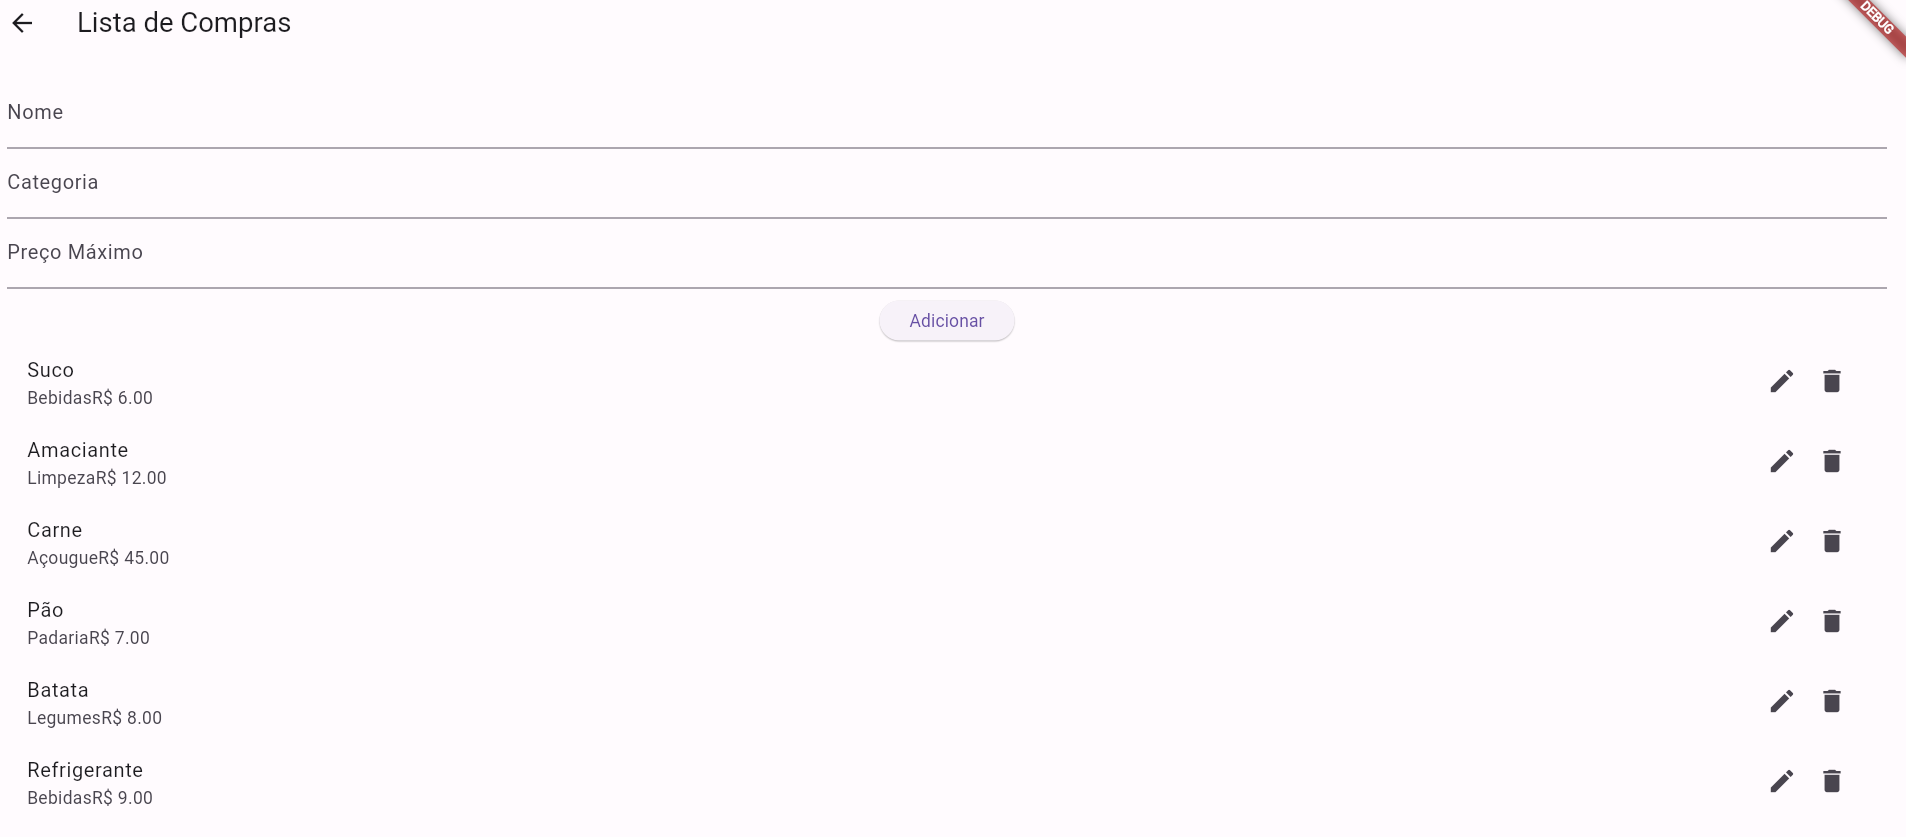 Lista de Compras
DEBUG
Nome
Categoria
Preço Máximo
Adicionar
Suco
BebidasR$ 6.00
Amaciante
LimpezaR$ 12.00
Carne
AçougueR$ 45.00
Pão
PadariaR$ 7.00
Batata
LegumesR$ 8.00
Refrigerante
BebidasR$ 9.00